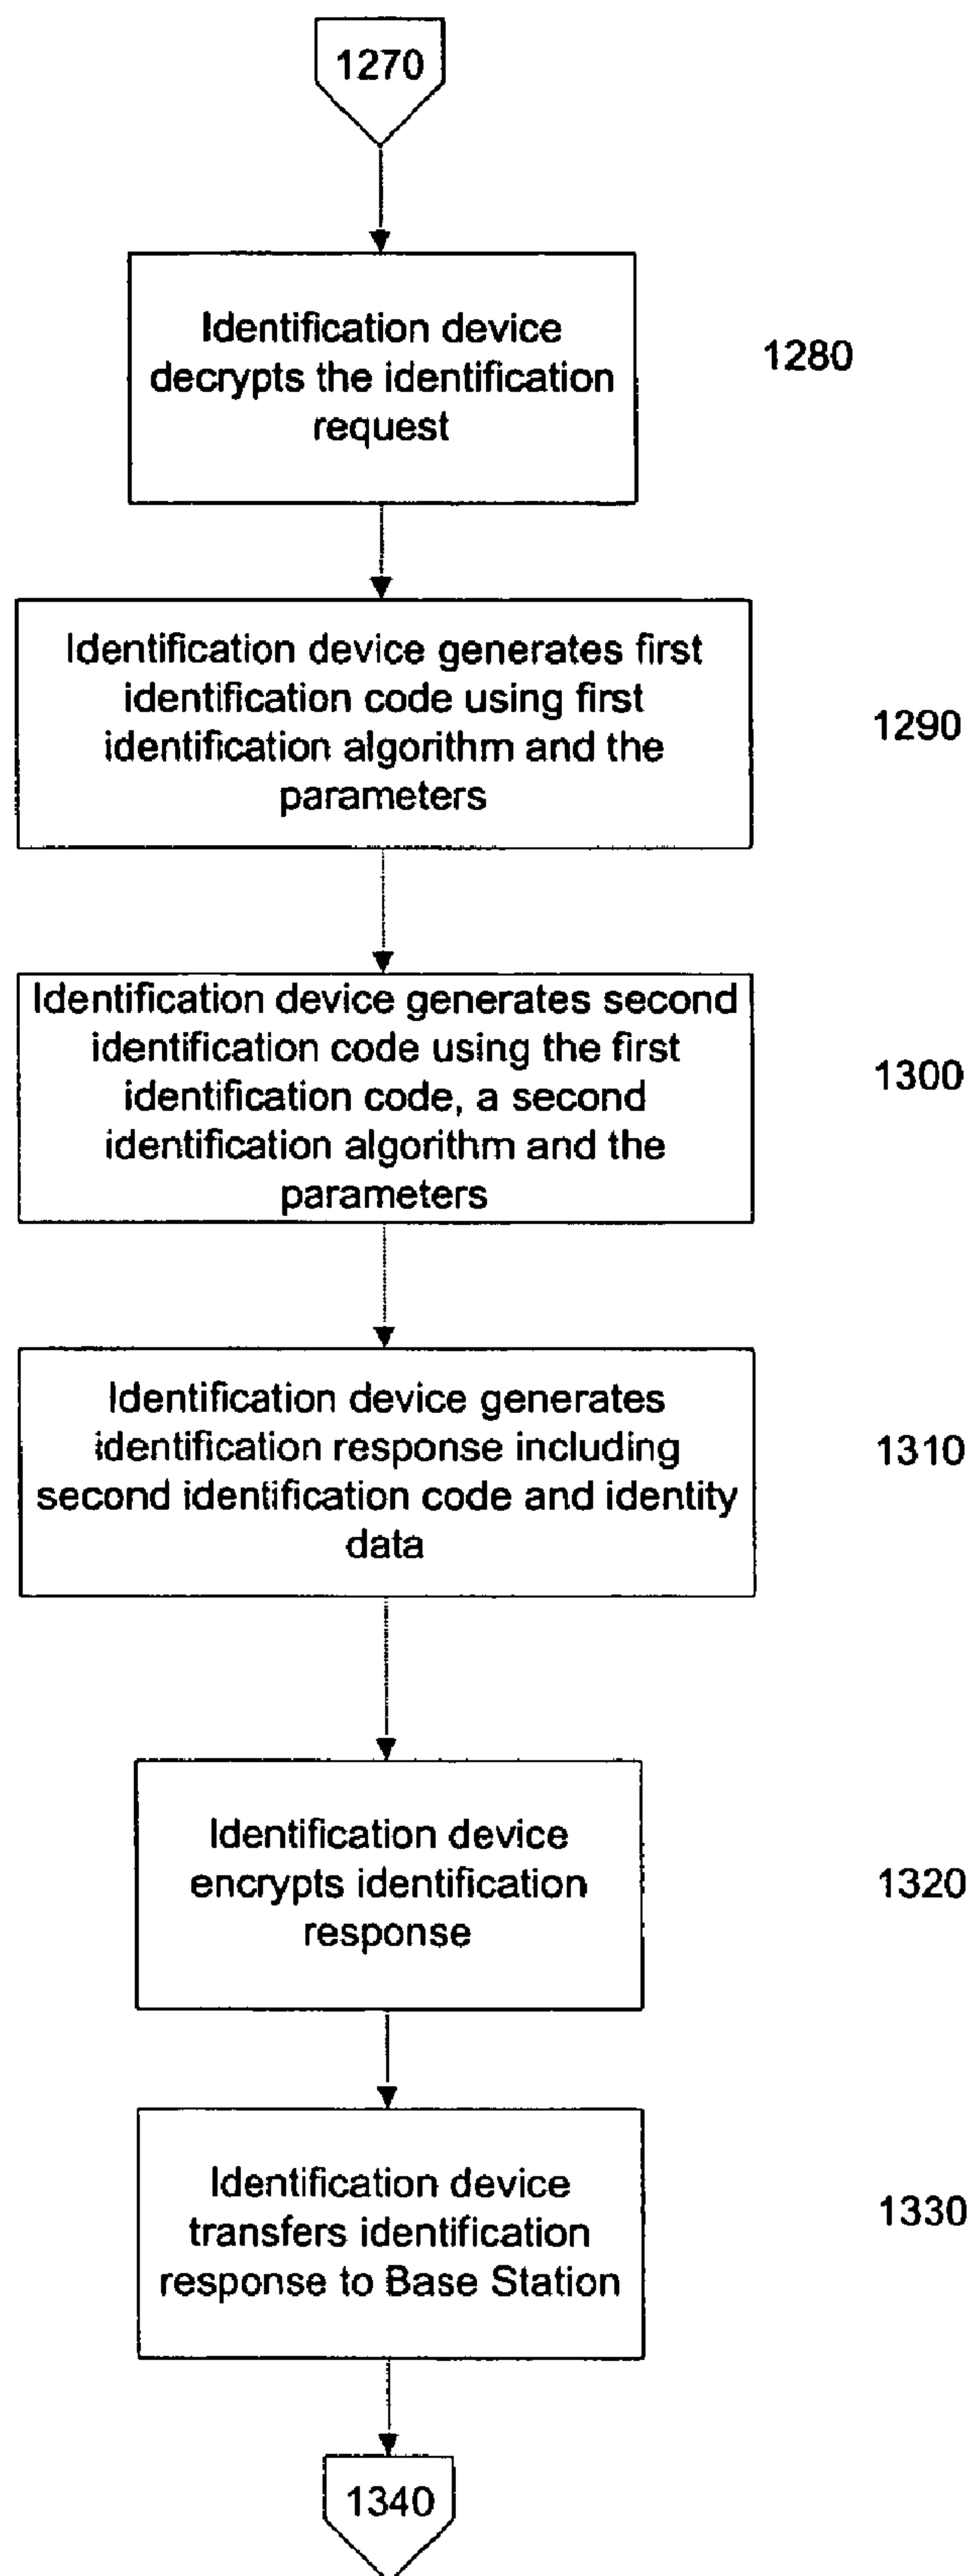 1270
Identification device
decrypts the identification
request
1280
Identification device generates first
identification code using first
identification algorithm and the
parameters
1290
Identification device generates second
identification code using the first
identification code, a second
identification algorithm and the
parameters
1300
Identification device generates
identification response including
second identification code and identity
data
1310
Identification device
encrypts identification
response
1320
Identification device
transfers identification
response to Base Station
1330
1340